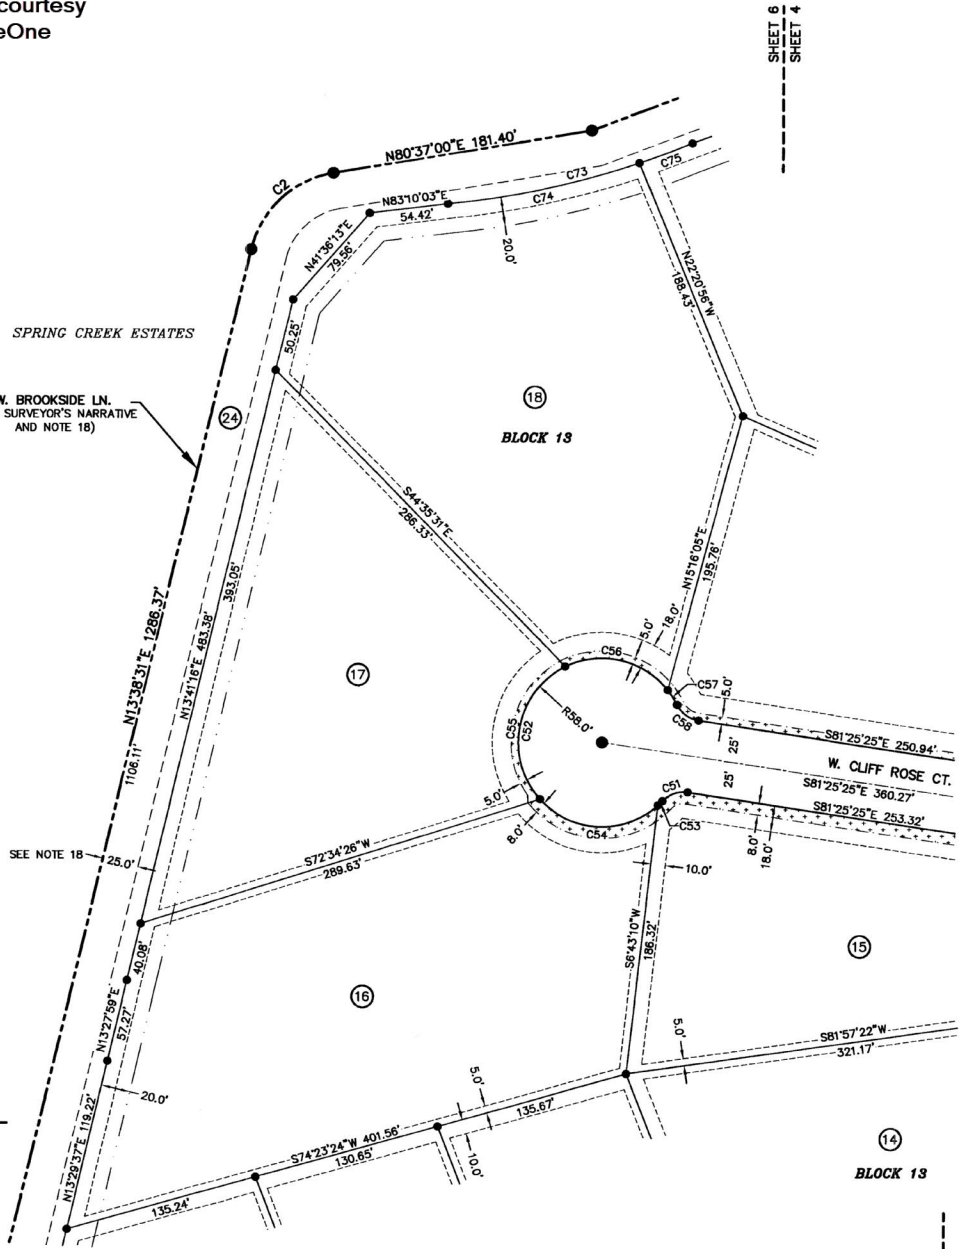 courtesy
eOne
SHEET 6
SHEET 4
N80°37'00"E 181.40'
C2
C73
C75
N83°10'03"E
54.42'
C74
20.0'
N41°36'13"E
79.56'
N22°20'56"W
188.43'
50.25'
SPRING CREEK ESTATES
W. BROOKSIDE LN.
SURVEYOR'S NARRATIVE
AND NOTE 18)
24
18
BLOCK 13
S44°35'31"E
286.33'
N15°16'05"E
195.76'
393.05'
N13°38'31"E 1286.37'
1106.11'
N13°41'16"E 483.38'
17
5.0'
18.0'
C56
C57
5.0'
C58
R58.0'
C55
C52
25'
S81°25'25"E 250.94'
W. CLIFF ROSE CT.
S81°25'25"E 360.27'
25'
C51
S81°25'25"E 253.32'
C53
5.0'
8.0'
C54
8.0'
18.0'
10.0'
S72°34'26"W
289.63'
SEE NOTE 18
25.0'
40.08'
S6°43'10"W
186.32'
15
16
N13°27'59"E
57.27'
5.0'
S81°57'22"W
321.17'
20.0'
N13°29'37"E 119.22'
5.0'
135.67'
S74°23'24"W 401.56'
130.65'
10.0'
135.24'
14
BLOCK 13